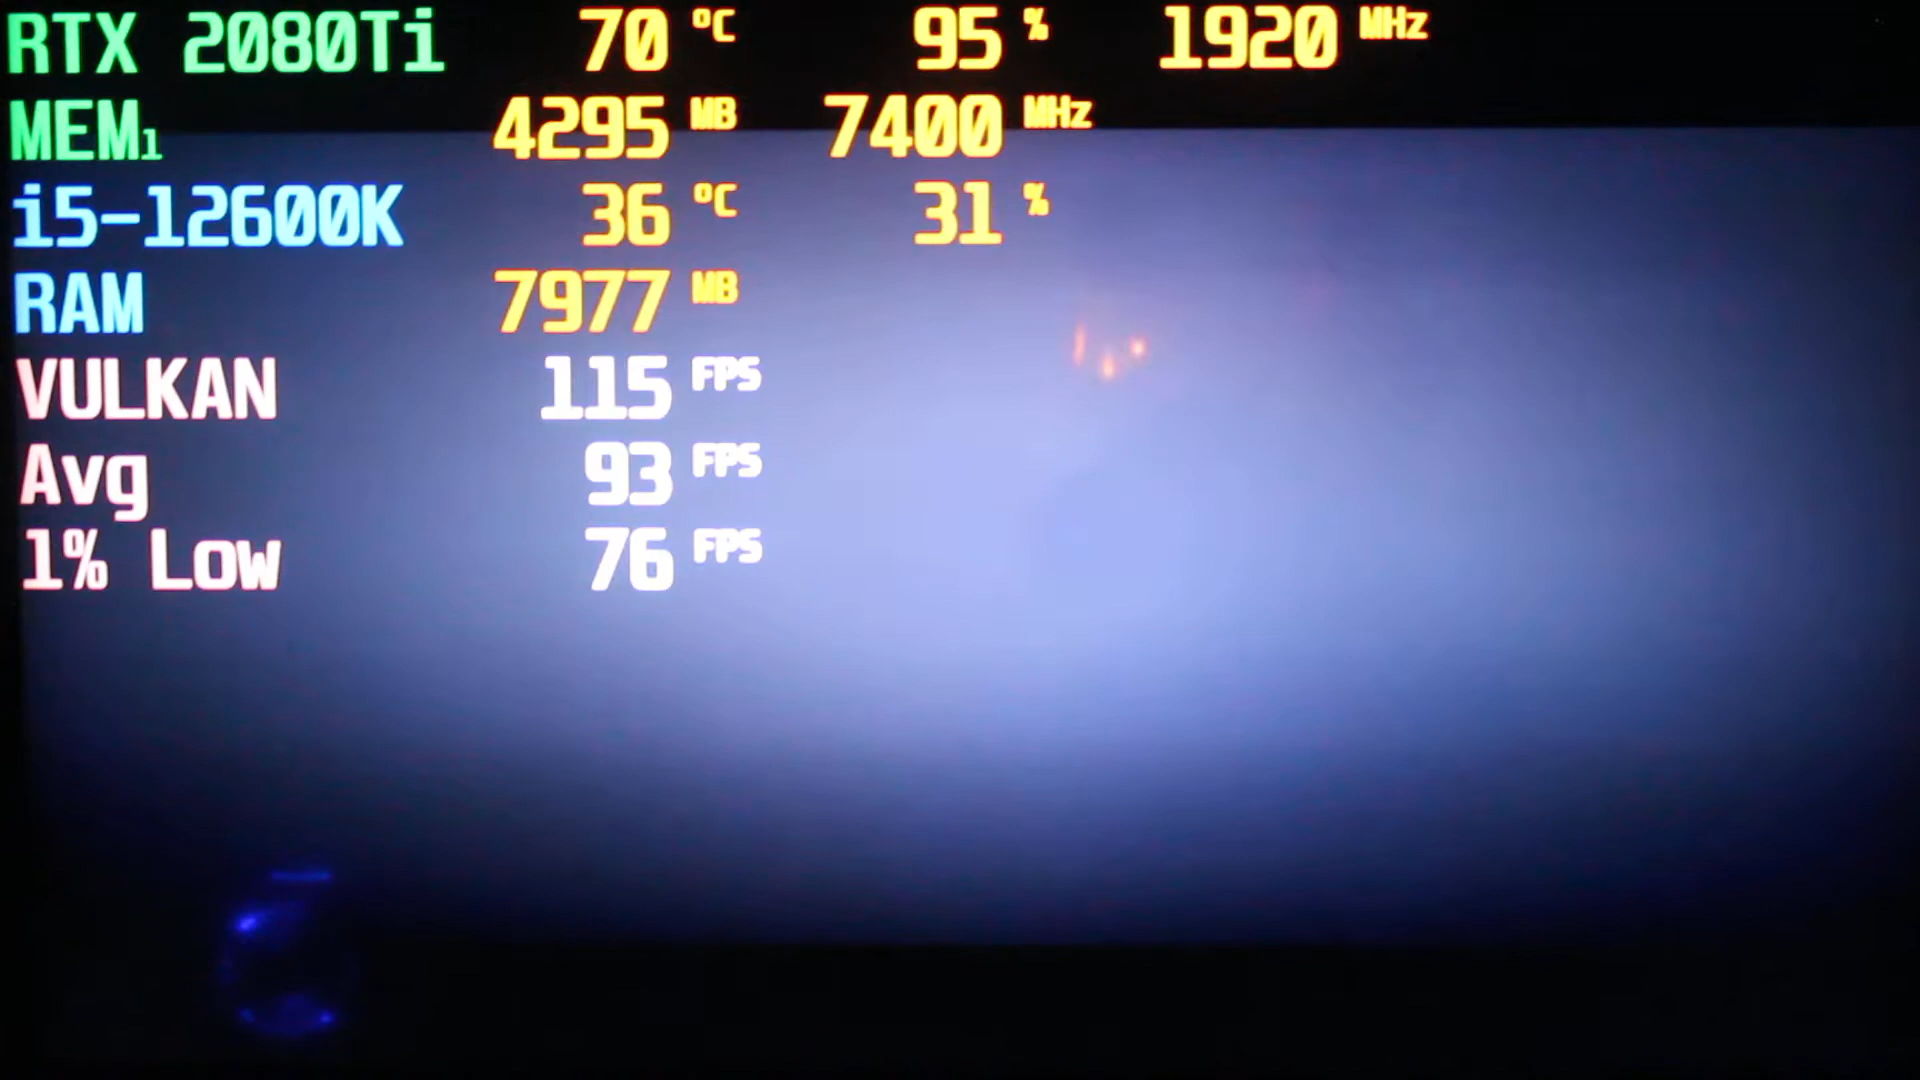 RTX 2080Ti 70 °C 95 % 1920 MHz
MEM1 4295 MB 7400 MHz
i5-12600K 36 °C 31 %
RAM 7977 MB
VULKAN 115 FPS
Avg 93 FPS
1% Low 76 FPS